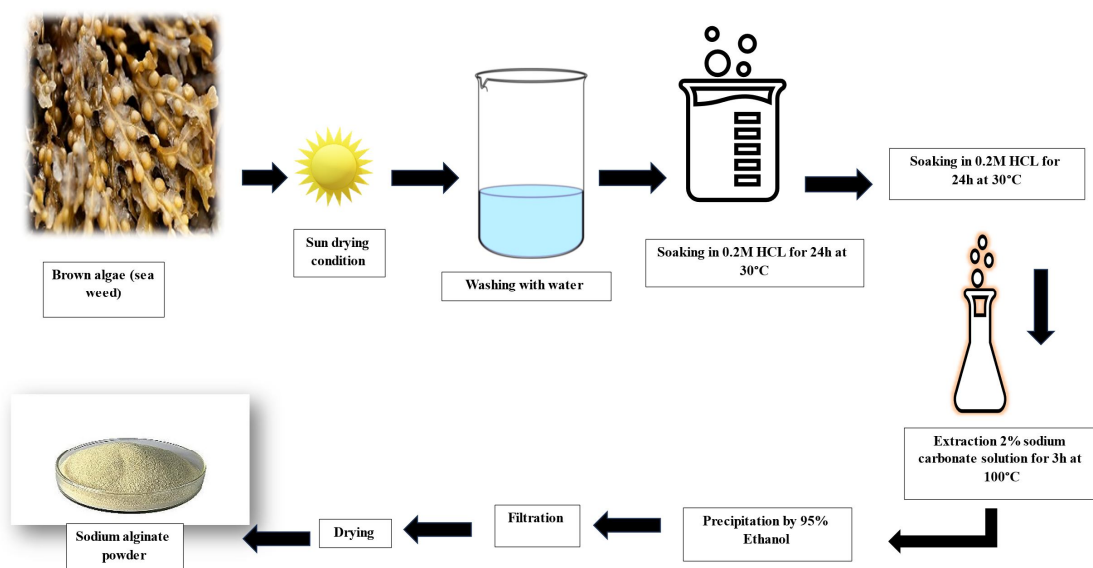 Brown algae (sea
weed)
Sun drying
condition
Washing with water
Soaking in 0.2M HCL for 24h at
30°C
Soaking in 0.2M HCL for
24h at 30°C
Extraction 2% sodium
carbonate solution for 3h at
100°C
Precipitation by 95%
Ethanol
Filtration
Drying
Sodium alginate
powder